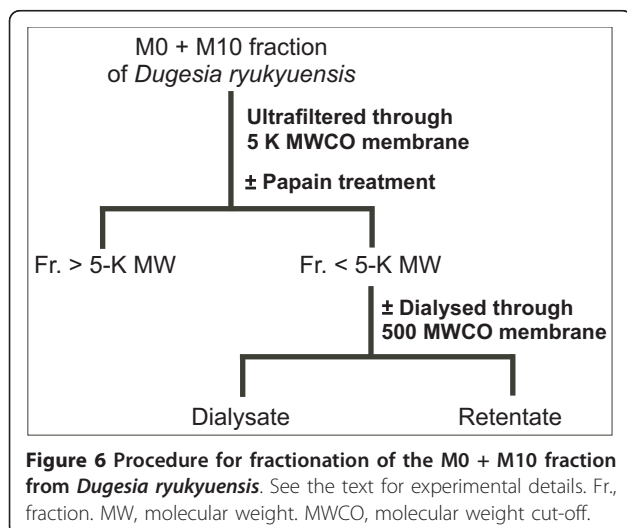 M0 + M10 fraction
of Dugesia ryukyuensis
Ultrafiltered through
5 K MWCO membrane
± Papain treatment
Fr. > 5-K MW
Fr. < 5-K MW
± Dialysed through
500 MWCO membrane
Dialysate
Retentate
Figure 6 Procedure for fractionation of the M0 + M10 fraction
from Dugesia ryukyuensis. See the text for experimental details. Fr.,
fraction. MW, molecular weight. MWCO, molecular weight cut-off.